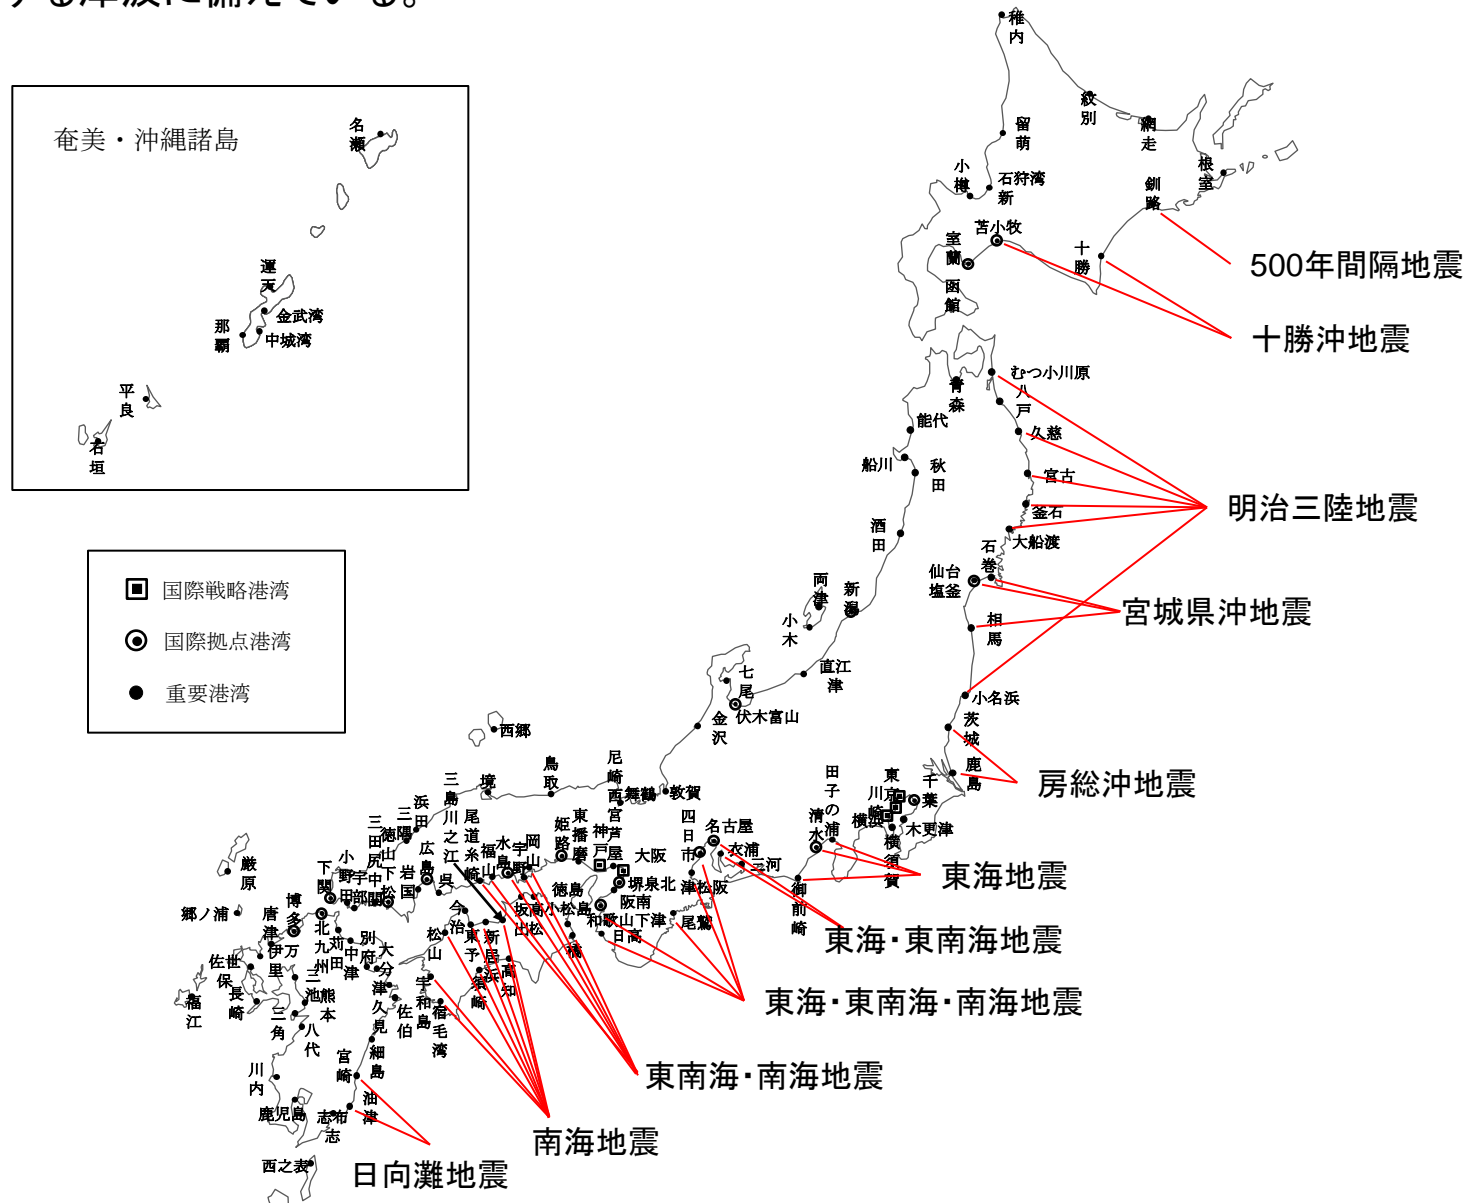 する津波に備えている。
奄美・沖縄諸島
名瀬
運天
金武湾
中城湾
那覇
平良
石垣
国際戦略港湾
国際拠点港湾
重要港湾
稚内
紋別
網走
留萌
根室
小樽
石狩湾新
釧路
苫小牧
室蘭
十勝
函館
500年間隔地震
十勝沖地震
むつ小川原
青森
八戸
能代
久慈
船川
秋田
宮古
釜石
明治三陸地震
酒田
大船渡
石巻
仙台塩釜
宮城県沖地震
両津
新潟
小木
相馬
直江津
七尾
小名浜
伏木富山
金沢
茨城
西郷
鹿島
房総沖地震
鳥取
境
尼崎西宮芦屋
舞鶴
敦賀
田子の浦
東京
千葉
川崎
横浜
木更津
横須賀
清水
東海地震
御前崎
四日市
名古屋
衣浦
三河
東海・東南海地震
津松阪
尾鷲
三島川之江
浜田
三隅
尾道糸崎
福山
水島
宇野
岡山
姫路
東播磨
神戸
大阪
堺泉北
阪南
和歌山下津
日高
徳島小松島
橘
高松
坂出
東海・東南海・南海地震
広島
呉
岩国
徳山下松
三田尻中関
宇部
小野田
下関
今治
松山
東予
新居浜
高知
須崎
宇和島
宿毛湾
東南海・南海地震
南海地震
厳原
郷ノ浦
博多
唐津
伊万里
北九州
苅田
中津
別府
大分
津久見
佐伯
佐世保
長崎
福江
三池
熊本
三角
八代
細島
宮崎
油津
川内
鹿児島
志布志
西之表
日向灘地震